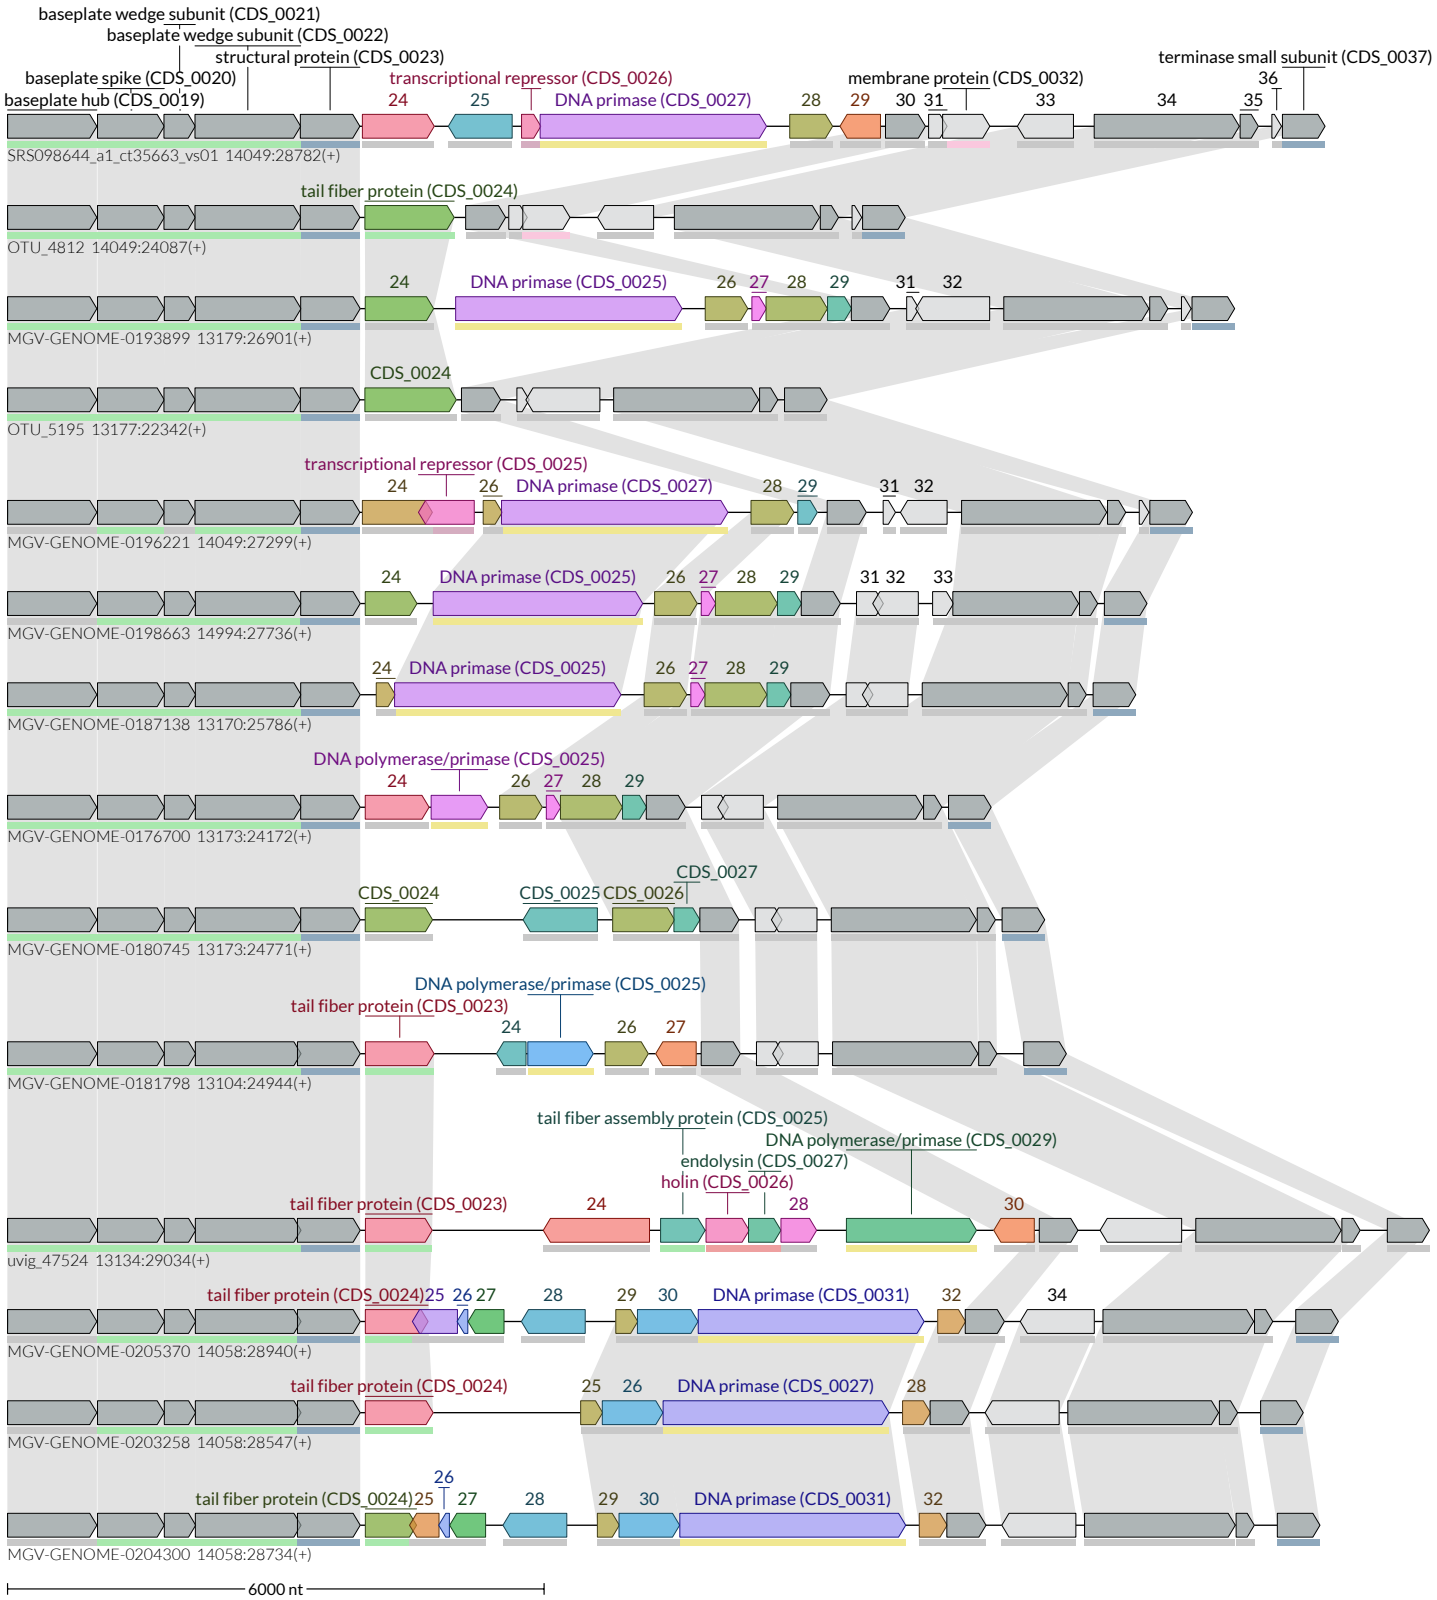 baseplate wedge subunit (CDS_0021)
baseplate wedge subunit (CDS_0022)
structural protein (CDS_0023) terminase small subunit (CDS_0037)
baseplate spike (CDS_0020) transcriptional repressor (CDS_0026) membrane protein (CDS_0032) 36
baseplate hub (CDS_0019) 24 25 DNA primase (CDS_0027) 28 29 30 31 33 34 35
SRS098644_a1_ct35663_vs01 14049:28782(+)
tail fiber protein (CDS_0024)
OTU_4812 14049:24087(+)
24 DNA primase (CDS_0025) 26 27 28 29 31 32
MGV-GENOME-0193899 13179:26901(+)
CDS_0024
OTU_5195 13177:22342(+)
transcriptional repressor (CDS_0025)
24 26 DNA primase (CDS_0027) 28 29 31 32
MGV-GENOME-0196221 14049:27299(+)
24 DNA primase (CDS_0025) 26 27 28 29 31 32 33
MGV-GENOME-0198663 14994:27736(+)
24 DNA primase (CDS_0025) 26 27 28 29
MGV-GENOME-0187138 13170:25786(+)
DNA polymerase/primase (CDS_0025)
24 26 27 28 29
MGV-GENOME-0176700 13173:24172(+)
CDS_0027
CDS_0024 CDS_0025 CDS_0026
MGV-GENOME-0180745 13173:24771(+)
DNA polymerase/primase (CDS_0025)
tail fiber protein (CDS_0023)
24 26 27
MGV-GENOME-0181798 13104:24944(+)
tail fiber assembly protein (CDS_0025)
DNA polymerase/primase (CDS_0029)
endolysin (CDS_0027)
holin (CDS_0026)
tail fiber protein (CDS_0023) 24 28 30
uvig_47524 13134:29034(+)
tail fiber protein (CDS_0024) 25 26 27 28 29 30 DNA primase (CDS_0031) 32 34
MGV-GENOME-0205370 14058:28940(+)
tail fiber protein (CDS_0024) 25 26 DNA primase (CDS_0027) 28
MGV-GENOME-0203258 14058:28547(+)
26
tail fiber protein (CDS_0024) 25 27 28 29 30 DNA primase (CDS_0031) 32
MGV-GENOME-0204300 14058:28734(+)
6000 nt